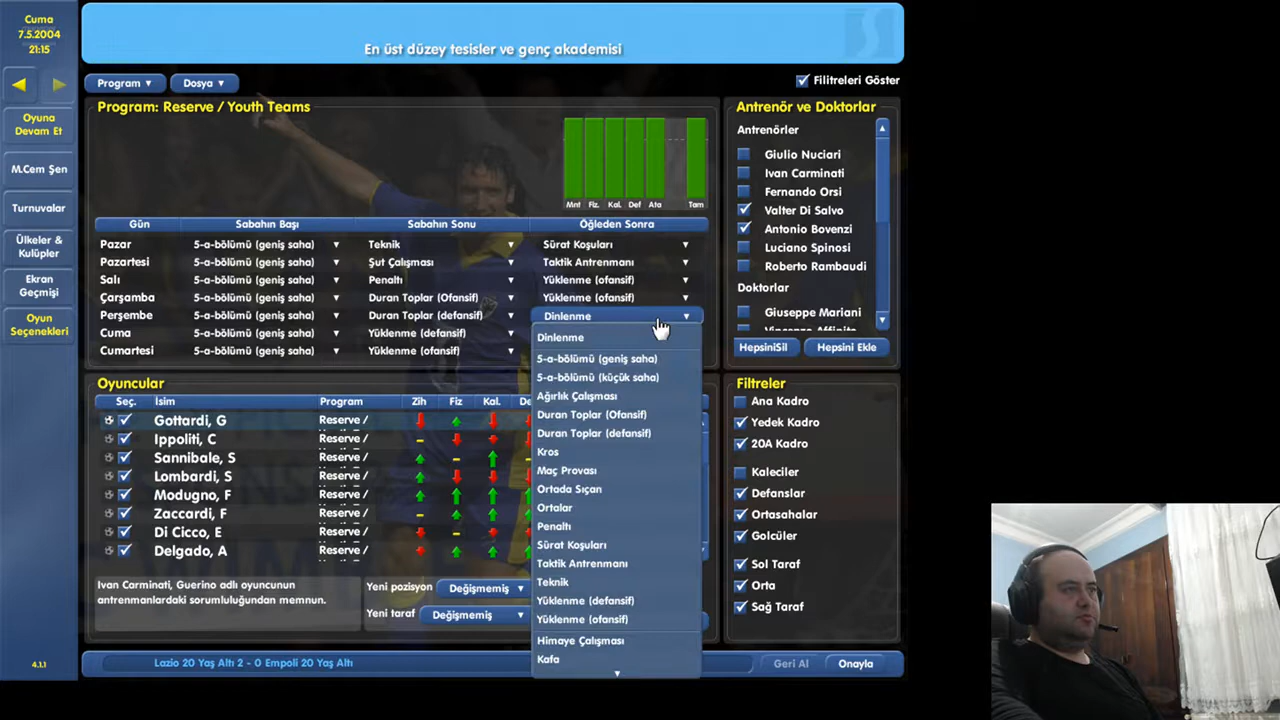 Cuma
7.5.2004
21:15
Oyuna
Devam Et
M.Cem Şen
Turnuvalar
Ülkeler &
Kulüpler
Ekran
Geçmişi
Oyun
Seçenekleri
4.1.1
En üst düzey tesisler ve genç akademisi
Program
Dosya
Filitreleri Göster
Program: Reserve / Youth Teams
Mnt Fiz. Kal. Def Ata Tam
Gün Sabahın Başı Sabahın Sonu Öğleden Sonra
Pazar 5-a-bölümü (geniş saha) Teknik Sürat Koşuları
Pazartesi 5-a-bölümü (geniş saha) Şut Çalışması Taktik Antrenmanı
Salı 5-a-bölümü (geniş saha) Penaltı Yüklenme (ofansif)
Çarşamba 5-a-bölümü (geniş saha) Duran Toplar (Ofansif) Yüklenme (ofansif)
Perşembe 5-a-bölümü (geniş saha) Duran Toplar (defansif) Dinlenme
Cuma 5-a-bölümü (geniş saha) Yüklenme (defansif)
Cumartesi 5-a-bölümü (geniş saha) Yüklenme (ofansif)
Dinlenme
5-a-bölümü (geniş saha)
5-a-bölümü (küçük saha)
Ağırlık Çalışması
Duran Toplar (Ofansif)
Duran Toplar (defansif)
Kros
Maç Provası
Ortada Sıçan
Ortalar
Penaltı
Sürat Koşuları
Taktik Antrenmanı
Teknik
Yüklenme (defansif)
Yüklenme (ofansif)
Himaye Çalışması
Kafa
Oyuncular
Seç. İsim Program Zih Fiz Kal.
Gottardi, G Reserve /
Ippoliti, C Reserve /
Sannibale, S Reserve /
Lombardi, S Reserve /
Modugno, F Reserve /
Zaccardi, F Reserve /
Di Cicco, E Reserve /
Delgado, A Reserve /
Ivan Carminati, Guerino adlı oyuncunun
antrenmanlardaki sorumluluğundan memnun.
Yeni pozisyon Değişmemiş
Yeni taraf Değişmemiş
Antrenör ve Doktorlar
Antrenörler
Giulio Nuciari
Ivan Carminati
Fernando Orsi
Valter Di Salvo
Antonio Bovenzi
Luciano Spinosi
Roberto Rambaudi
Doktorlar
Giuseppe Mariani
HepsiniSil
Hepsini Ekle
Filtreler
Ana Kadro
Yedek Kadro
20A Kadro
Kaleciler
Defanslar
Ortasahalar
Golcüler
Sol Taraf
Orta
Sağ Taraf
Lazio 20 Yaş Altı 2 - 0 Empoli 20 Yaş Altı
Geri Al
Onayla